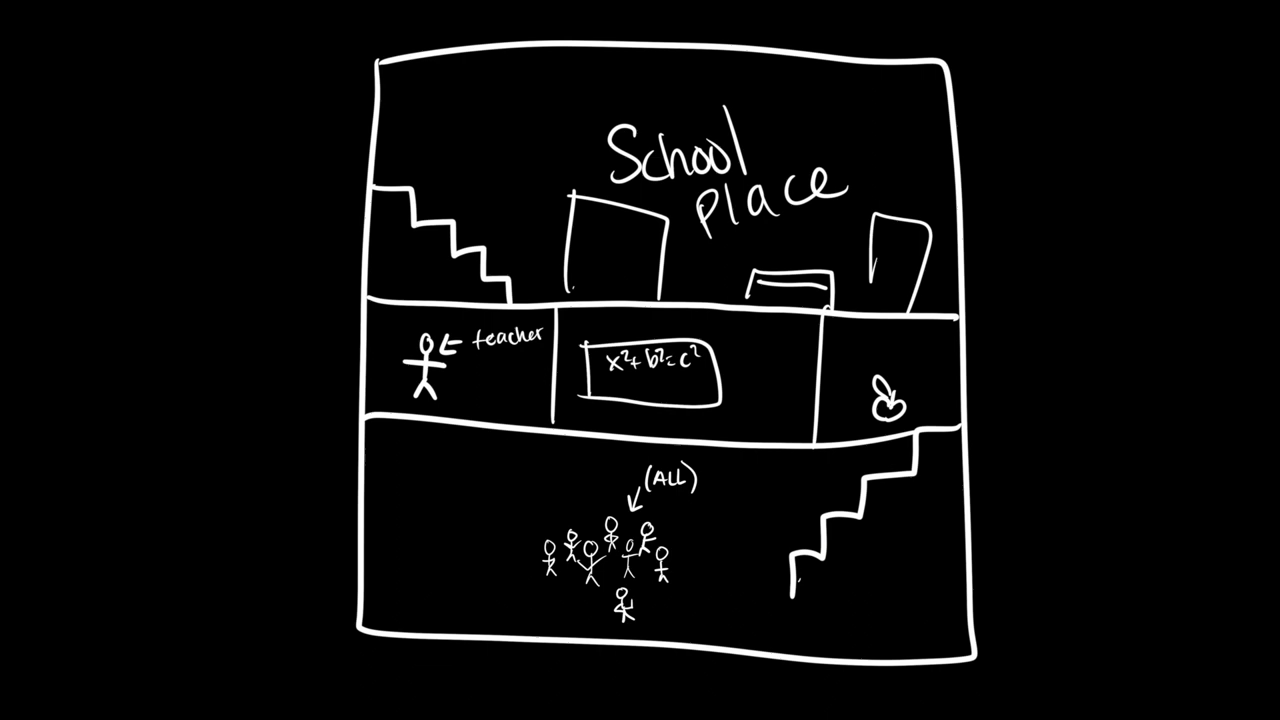 School
place
teacher
x²+ b²= c²
(ALL)